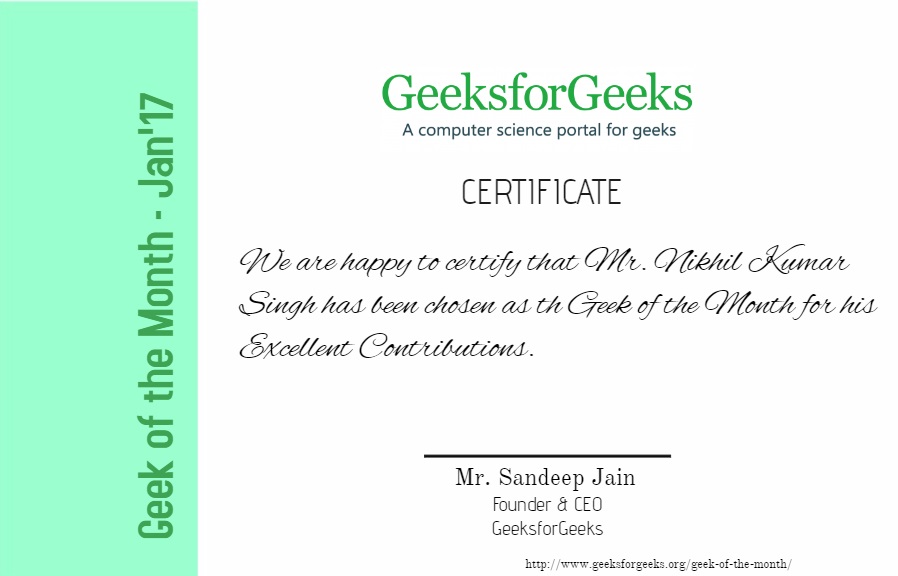 Geek of the Month - Jan'17
GeeksforGeeks
A computer science portal for geeks
CERTIFICATE
We are happy to certify that Mr. Nikhil Kumar
Singh has been chosen as th Geek of the Month for his
Excellent Contributions.
Mr. Sandeep Jain
Founder & CEO
GeeksforGeeks
http://www.geeksforgeeks.org/geek-of-the-month/